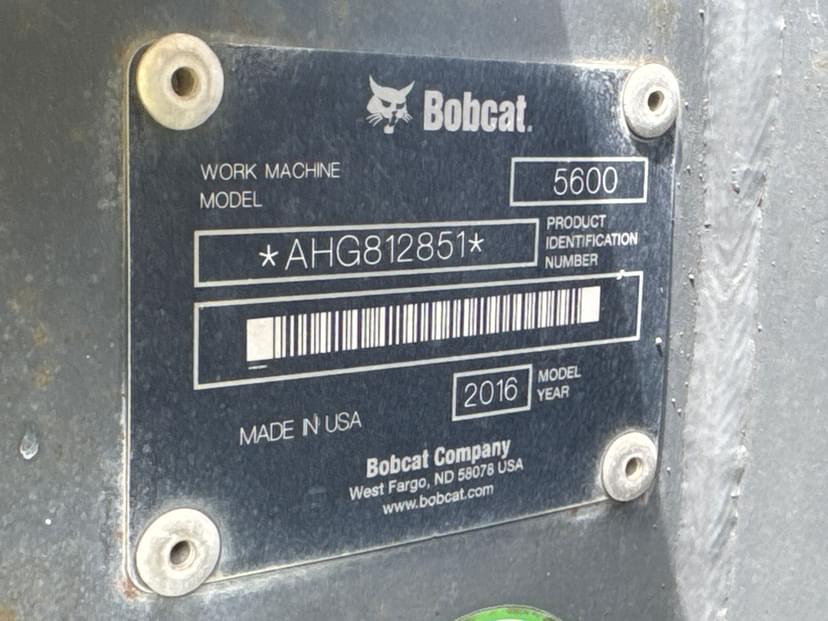 Bobcat.
WORK MACHINE
MODEL
5600
*AHG812851*
PRODUCT
IDENTIFICATION
NUMBER
2016
MODEL
YEAR
MADE IN USA
Bobcat Company
West Fargo, ND 58078 USA
www.bobcat.com